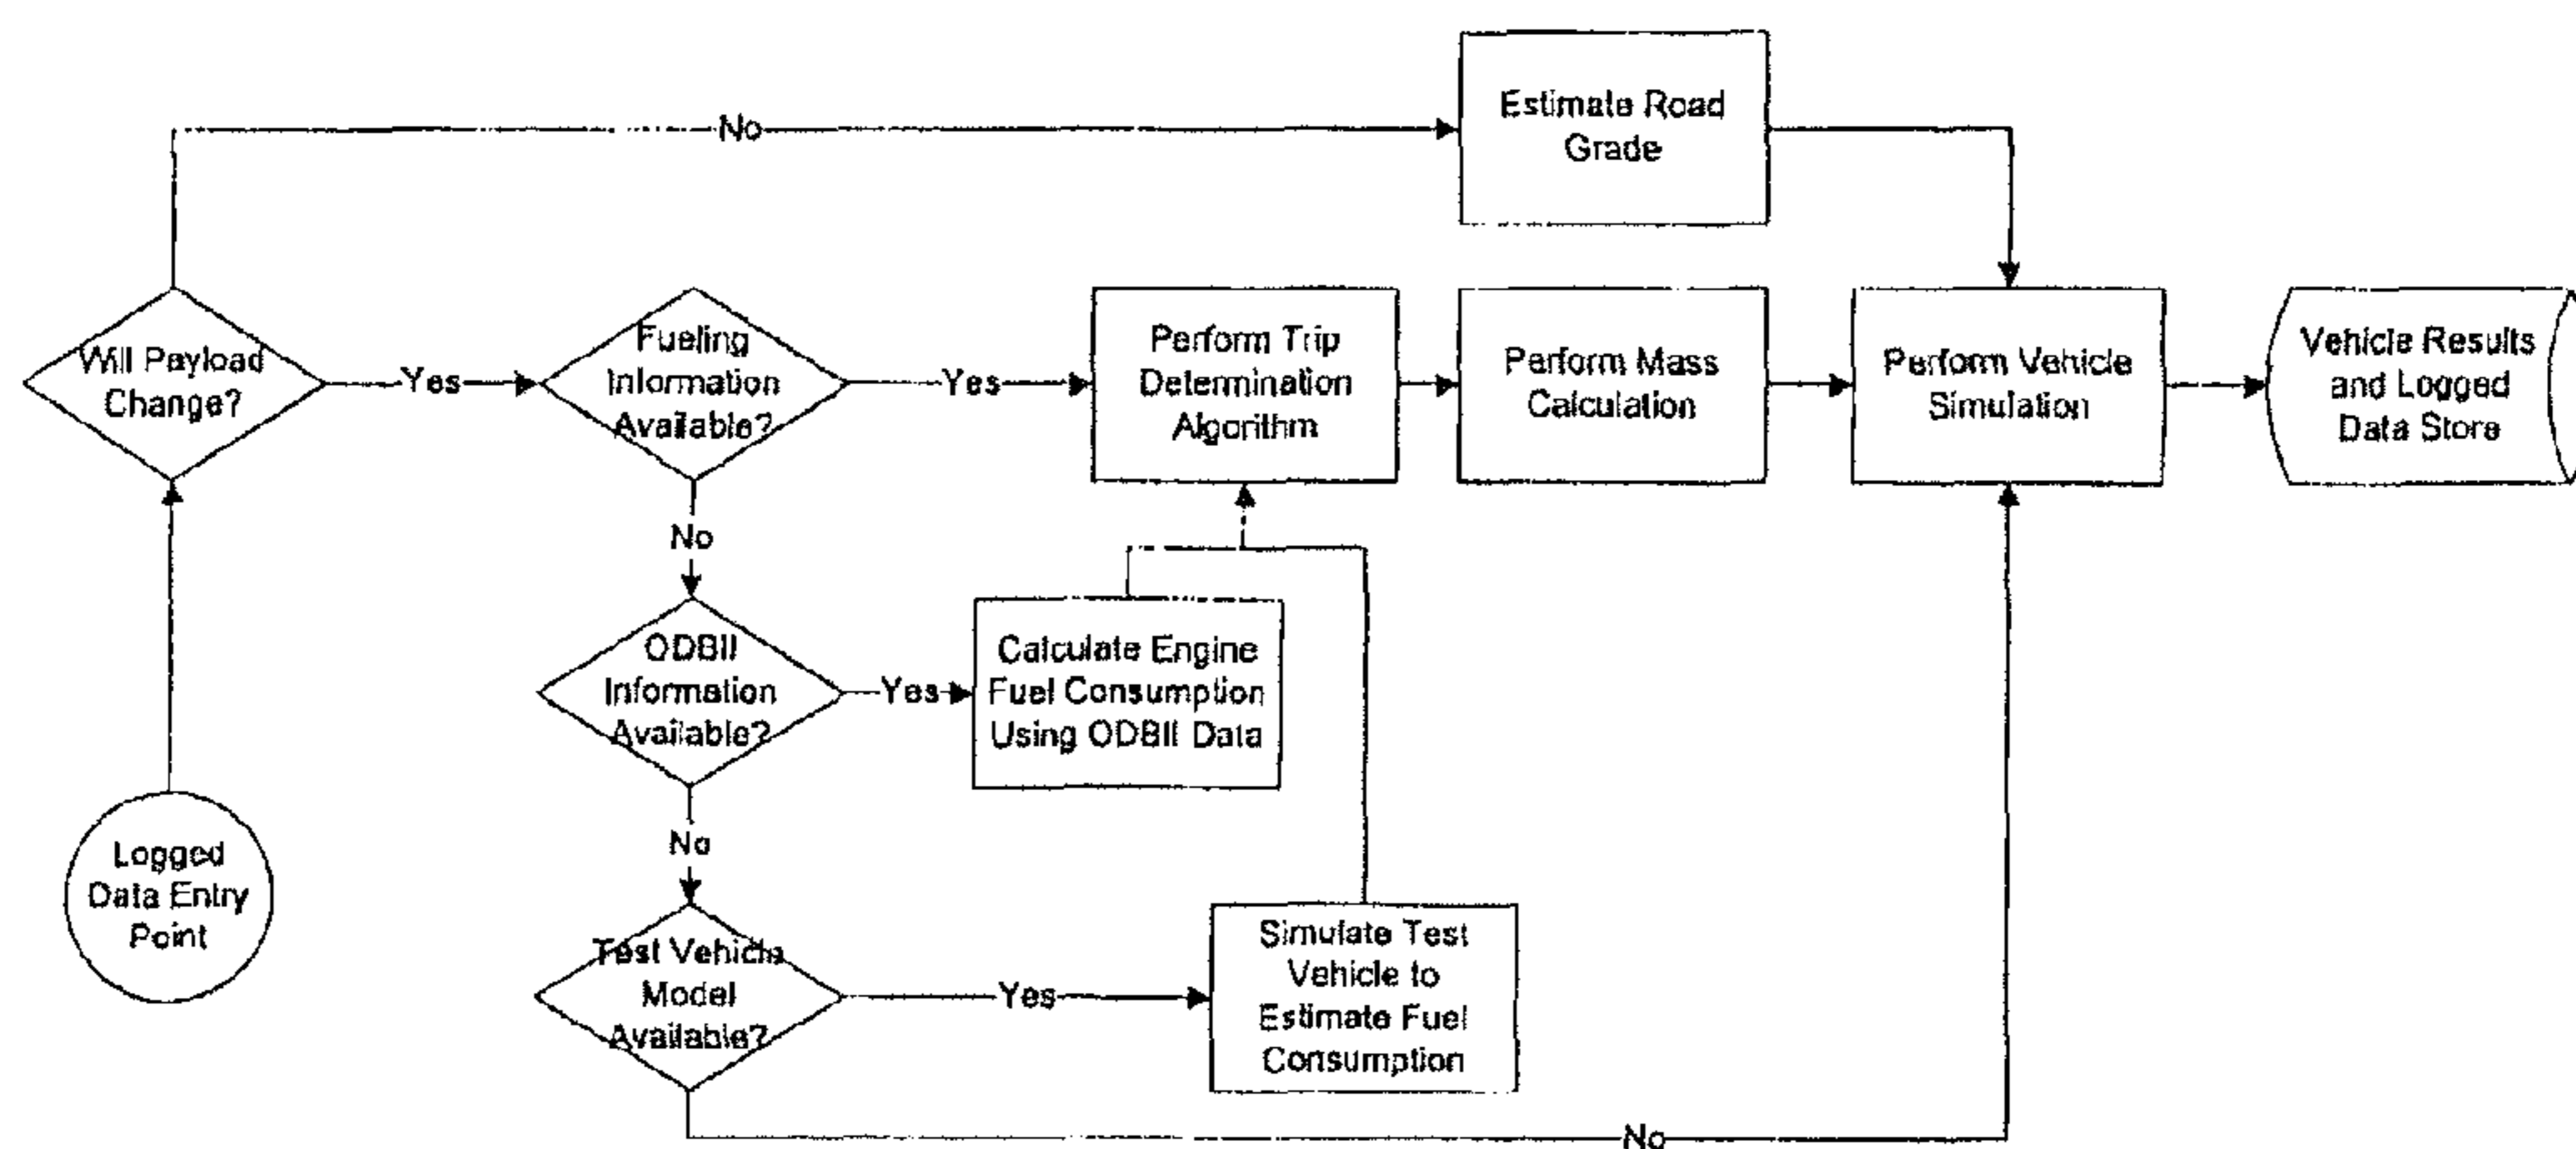 Estimate Road
Grade
No
Will Payload
Change?
Yes
Fueling
Information
Available?
Yes
Perform Trip
Determination
Algorithm
Perform Mass
Calculation
Perform Vehicle
Simulation
Vehicle Results
and Logged
Data Store
No
ODBII
Information
Available?
Yes
Calculate Engine
Fuel Consumption
Using ODBII Data
No
Logged
Data Entry
Point
Test Vehicle
Model
Available?
Yes
Simulate Test
Vehicle to
Estimate Fuel
Consumption
No